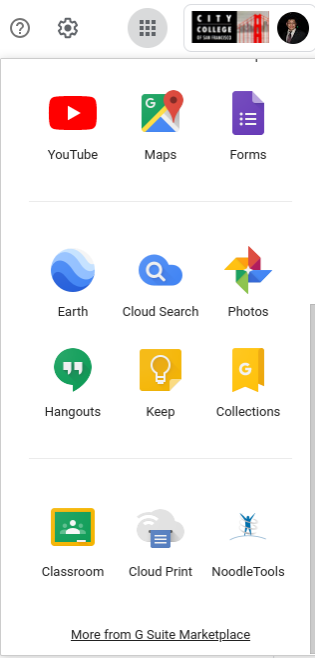 CITY
COLLEGE
OF SAN FRANCISCO
YouTube Maps Forms
Earth Cloud Search Photos
Hangouts Keep Collections
Classroom Cloud Print NoodleTools
More from G Suite Marketplace